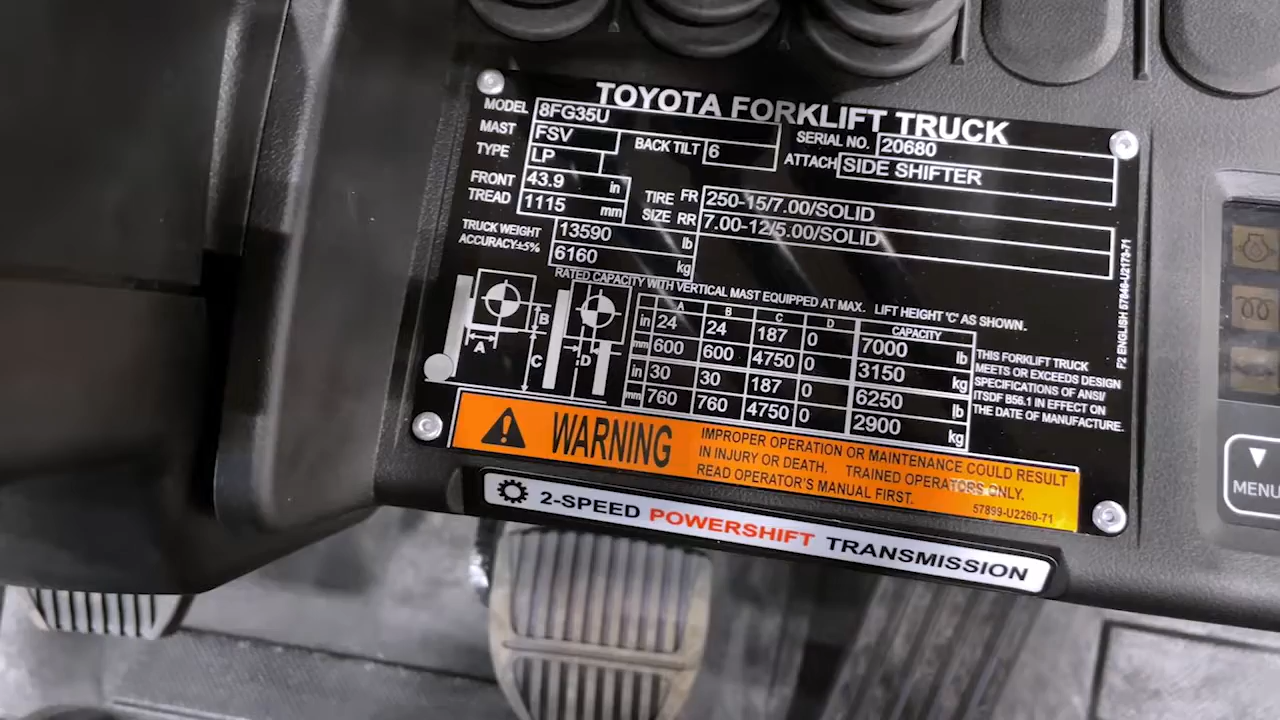 TOYOTA FORKLIFT TRUCK
MODEL 8FG35U SERIAL NO. 20680
MAST FSV BACK TILT 6 ATTACH SIDE SHIFTER
TYPE LP
FRONT TREAD 43.9 in
1115 mm
TIRE SIZE FR 250-15/7.00/SOLID
RR 7.00-12/5.00/SOLID
TRUCK WEIGHT 13590 lb
ACCURACY±5% 6160 kg
RATED CAPACITY WITH VERTICAL MAST EQUIPPED AT MAX. LIFT HEIGHT 'C' AS SHOWN.
A B C D
A B C D CAPACITY
in 24 24 187 0 7000 lb
mm 600 600 4750 0 3150 kg
in 30 30 187 0 6250 lb
mm 760 760 4750 0 2900 kg
THIS FORKLIFT TRUCK
MEETS OR EXCEEDS DESIGN
SPECIFICATIONS OF ANSI/
ITSDF B56.1 IN EFFECT ON
THE DATE OF MANUFACTURE.
P2 ENGLISH 57846-U2173-71
WARNING
IMPROPER OPERATION OR MAINTENANCE COULD RESULT
IN INJURY OR DEATH. TRAINED OPERATORS ONLY.
READ OPERATOR'S MANUAL FIRST.
57899-U2260-71
2-SPEED POWERSHIFT TRANSMISSION
MENU